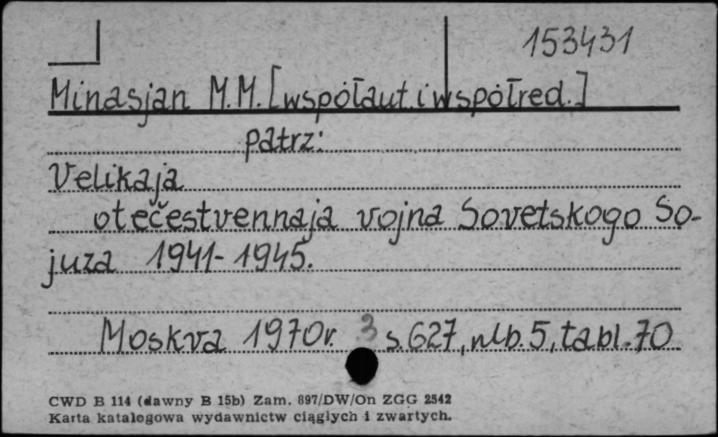 153431
Minasjan M.M. [współaut. i współred.]
patrz:
Velikaja
otečestvennaja vojna Sovetskogo So-
juza 1941-1945.
Moskva 1970r. 3 s. 627, nlb. 5, tabl. 70
CWD B 114 (dawny B 15b) Zam. 897/DW/On ZGG 2542
Karta katalogowa wydawnictw ciągłych i zwartych.